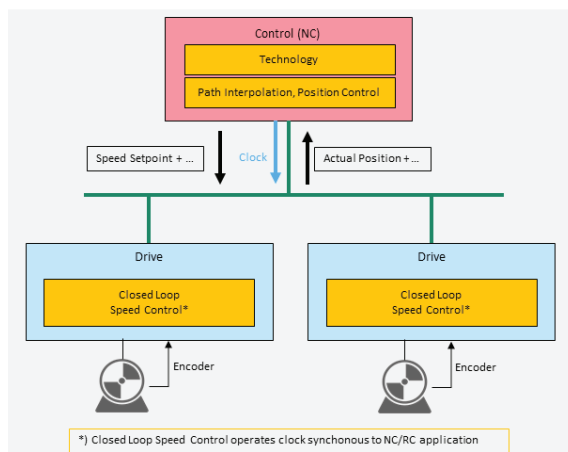 Control (NC)
Technology
Path Interpolation, Position Control
Speed Setpoint + ...
Clock
Actual Position + ...
Drive
Closed Loop
Speed Control*
Encoder
Drive
Closed Loop
Speed Control*
Encoder
*) Closed Loop Speed Control operates clock synchonous to NC/RC application